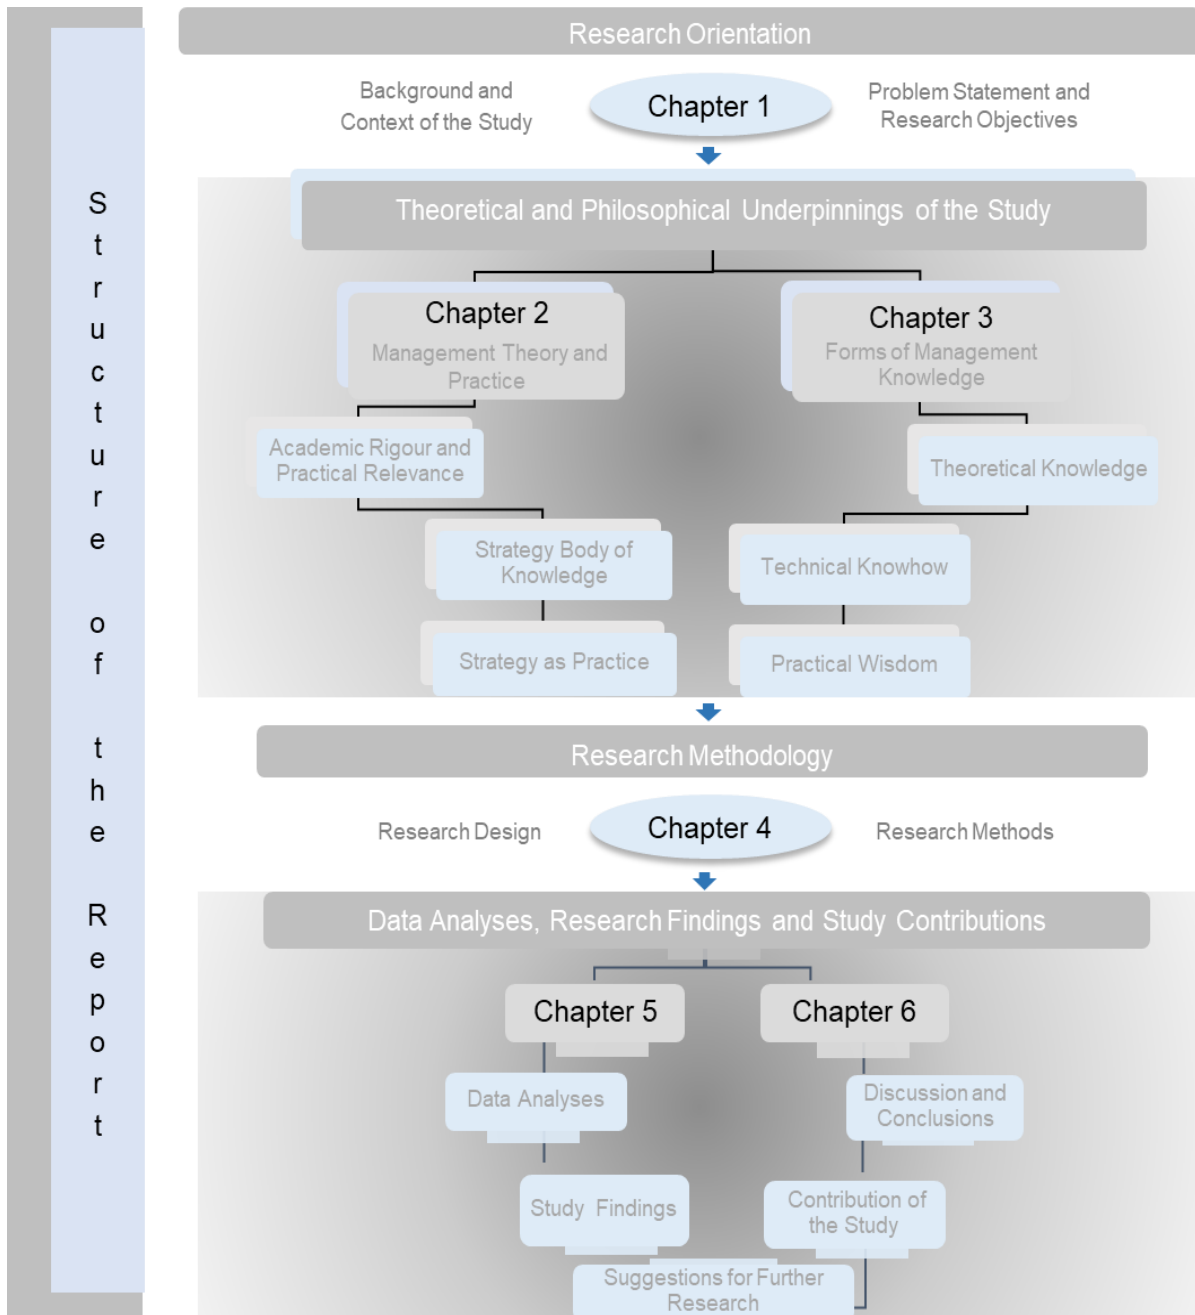 Structure of the Report
Research Orientation
Background and
Context of the Study
Chapter 1
Problem Statement and
Research Objectives
Theoretical and Philosophical Underpinnings of the Study
Chapter 2
Management Theory and
Practice
Chapter 3
Forms of Management
Knowledge
Academic Rigour and
Practical Relevance
Theoretical Knowledge
Strategy Body of
Knowledge
Technical Knowhow
Strategy as Practice
Practical Wisdom
Research Methodology
Research Design
Chapter 4
Research Methods
Data Analyses, Research Findings and Study Contributions
Chapter 5
Chapter 6
Data Analyses
Discussion and
Conclusions
Study Findings
Contribution of
the Study
Suggestions for Further
Research